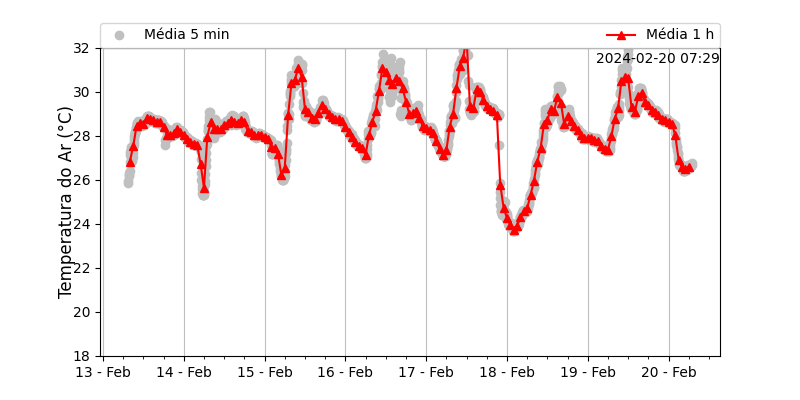 Média 5 min
Média 1 h
2024-02-20 07:29
Temperatura do Ar (°C)
32
30
28
26
24
22
20
18
13 - Feb
14 - Feb
15 - Feb
16 - Feb
17 - Feb
18 - Feb
19 - Feb
20 - Feb